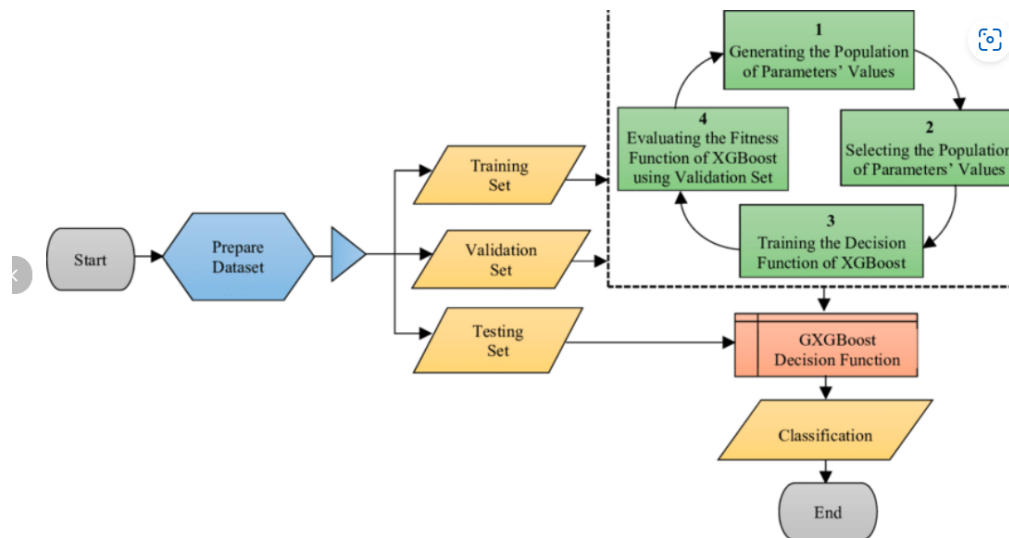 Start
Prepare
Dataset
Training
Set
Validation
Set
Testing
Set
1
Generating the Population
of Parameters’ Values
2
Selecting the Population
of Parameters’ Values
3
Training the Decision
Function of XGBoost
4
Evaluating the Fitness
Function of XGBoost
using Validation Set
GXGBoost
Decision Function
Classification
End